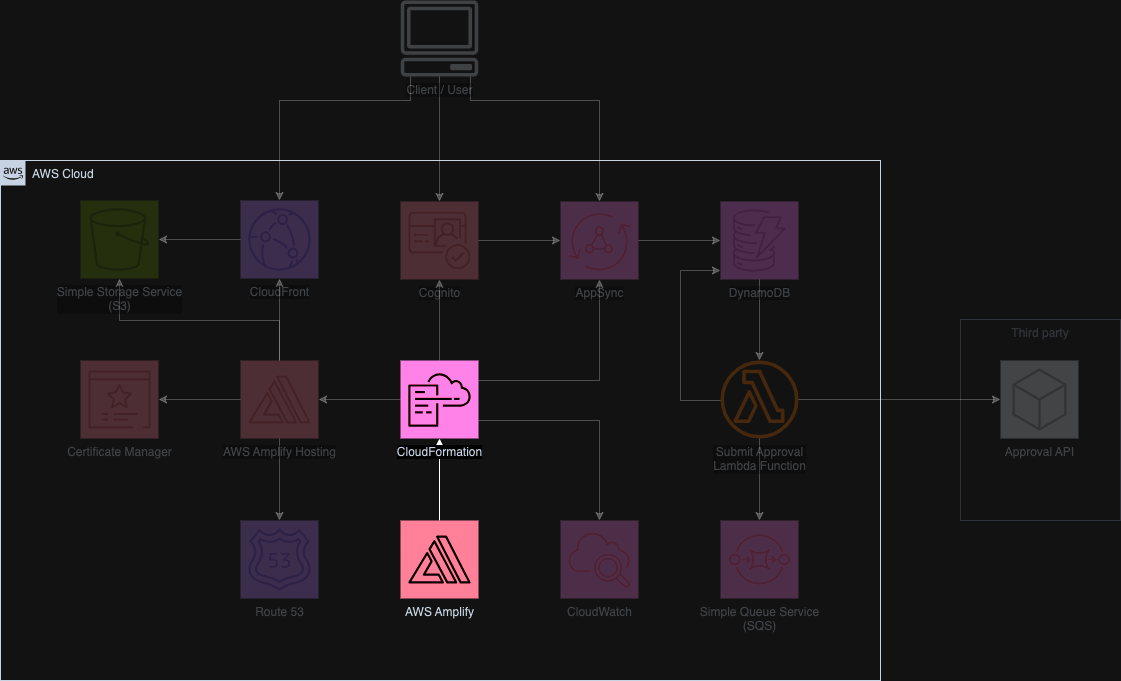 Client / User
aws
AWS Cloud
Simple Storage Service
(S3)
CloudFront
Cognito
AppSync
DynamoDB
Third party
Certificate Manager
AWS Amplify Hosting
CloudFormation
Submit Approval
Lambda Function
Approval API
53
Route 53
AWS Amplify
CloudWatch
Simple Queue Service
(SQS)